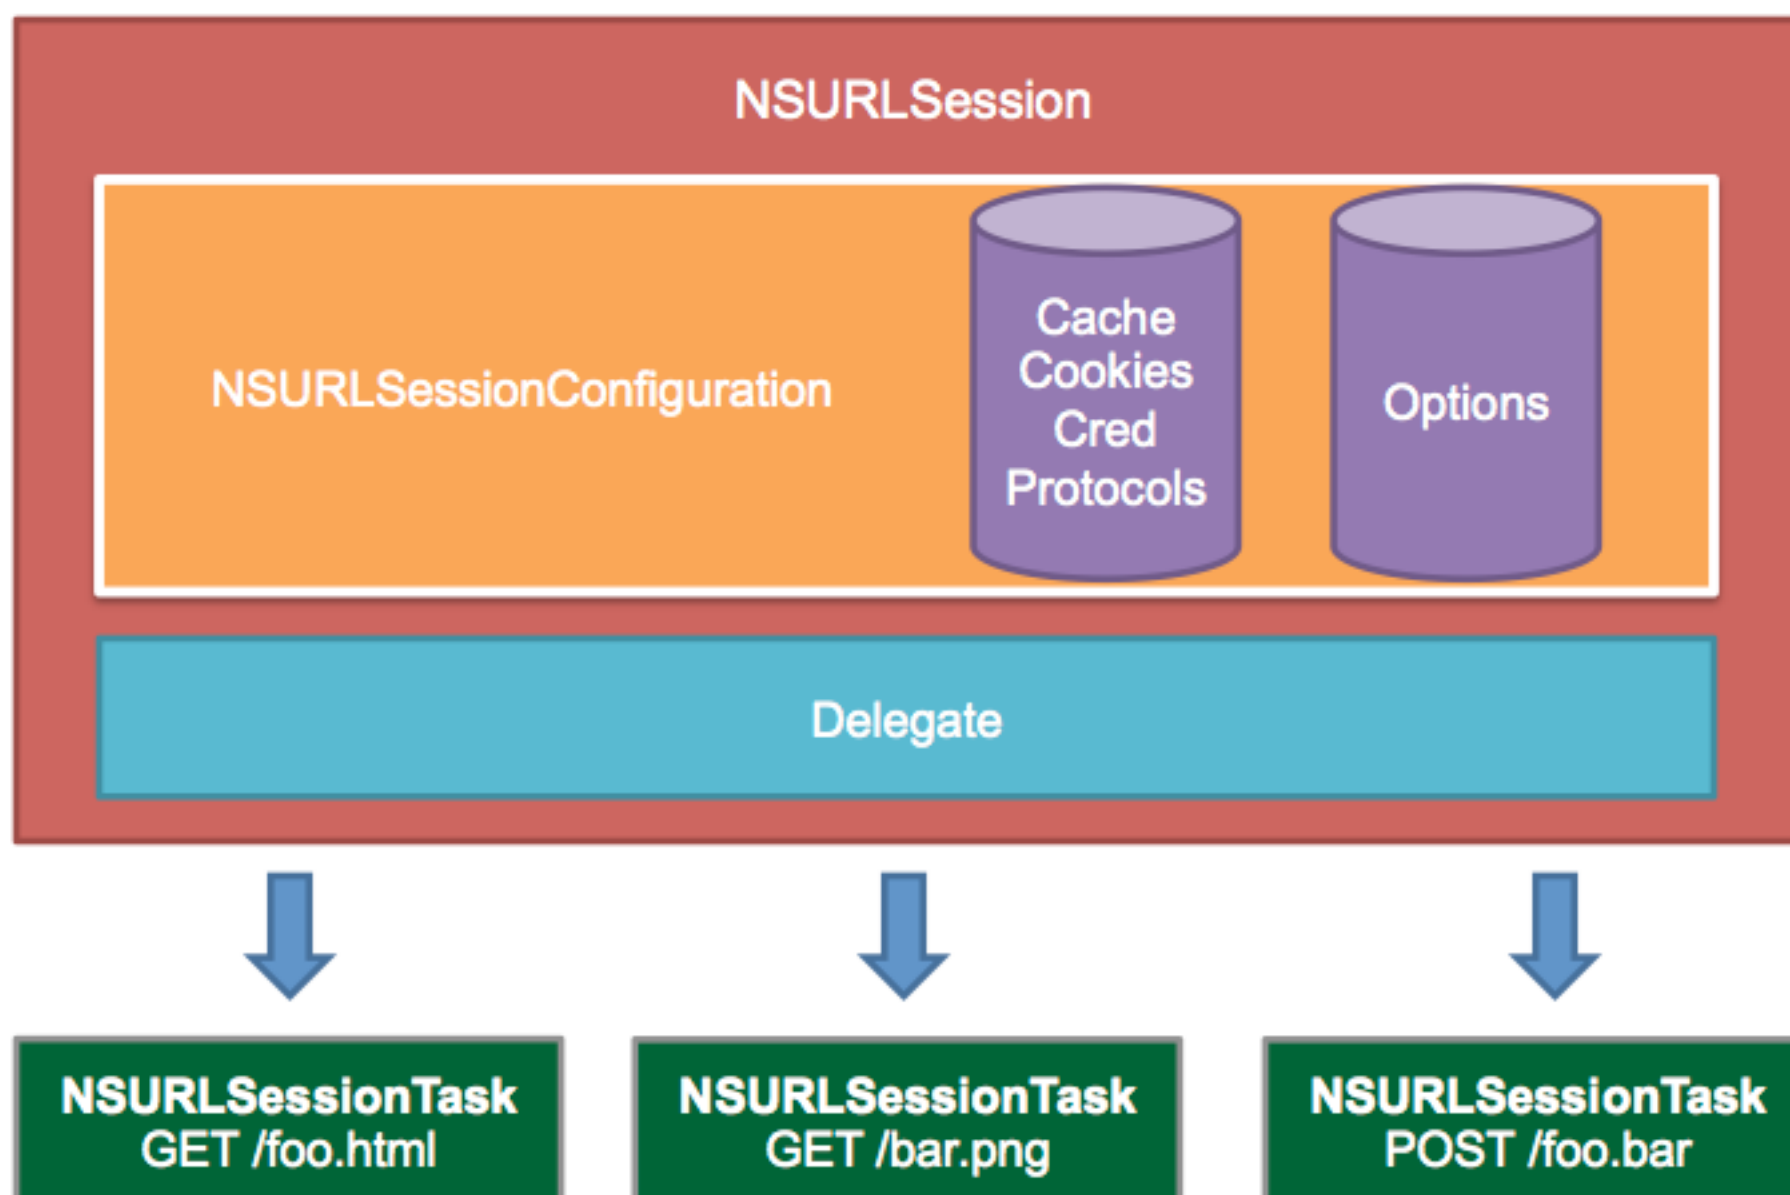 NSURLSession
NSURLSessionConfiguration
Cache
Cookies
Cred
Protocols
Options
Delegate
NSURLSessionTask
GET /foo.html
NSURLSessionTask
GET /bar.png
NSURLSessionTask
POST /foo.bar